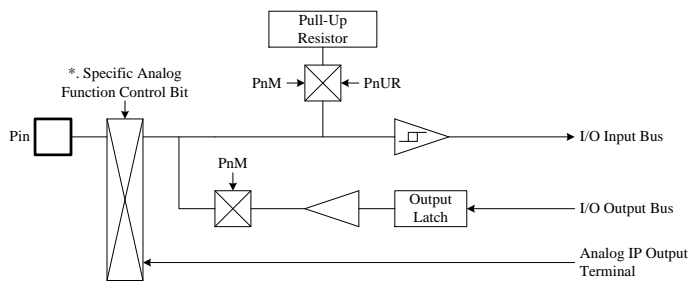 Pull-Up
Resistor
*. Specific Analog
Function Control Bit
PnM
PnUR
Pin
I/O Input Bus
PnM
Output
Latch
I/O Output Bus
Analog IP Output
Terminal